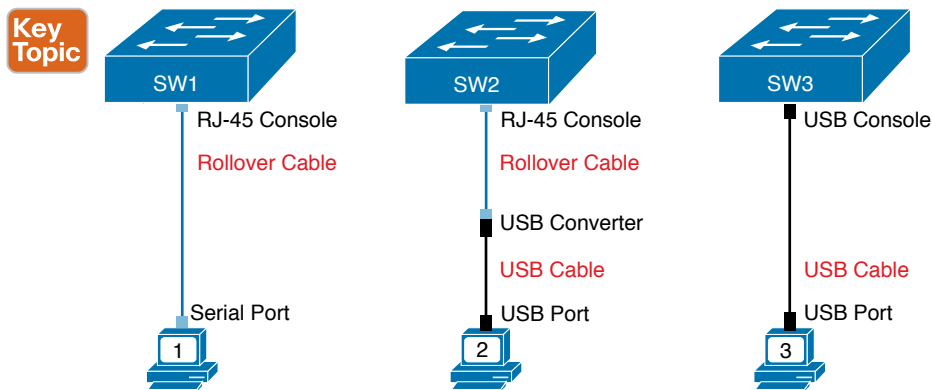 Key
Topic
SW1
SW2
SW3
RJ-45 Console
RJ-45 Console
USB Console
Rollover Cable
Rollover Cable
USB Converter
USB Cable
USB Cable
Serial Port
USB Port
USB Port
1
2
3